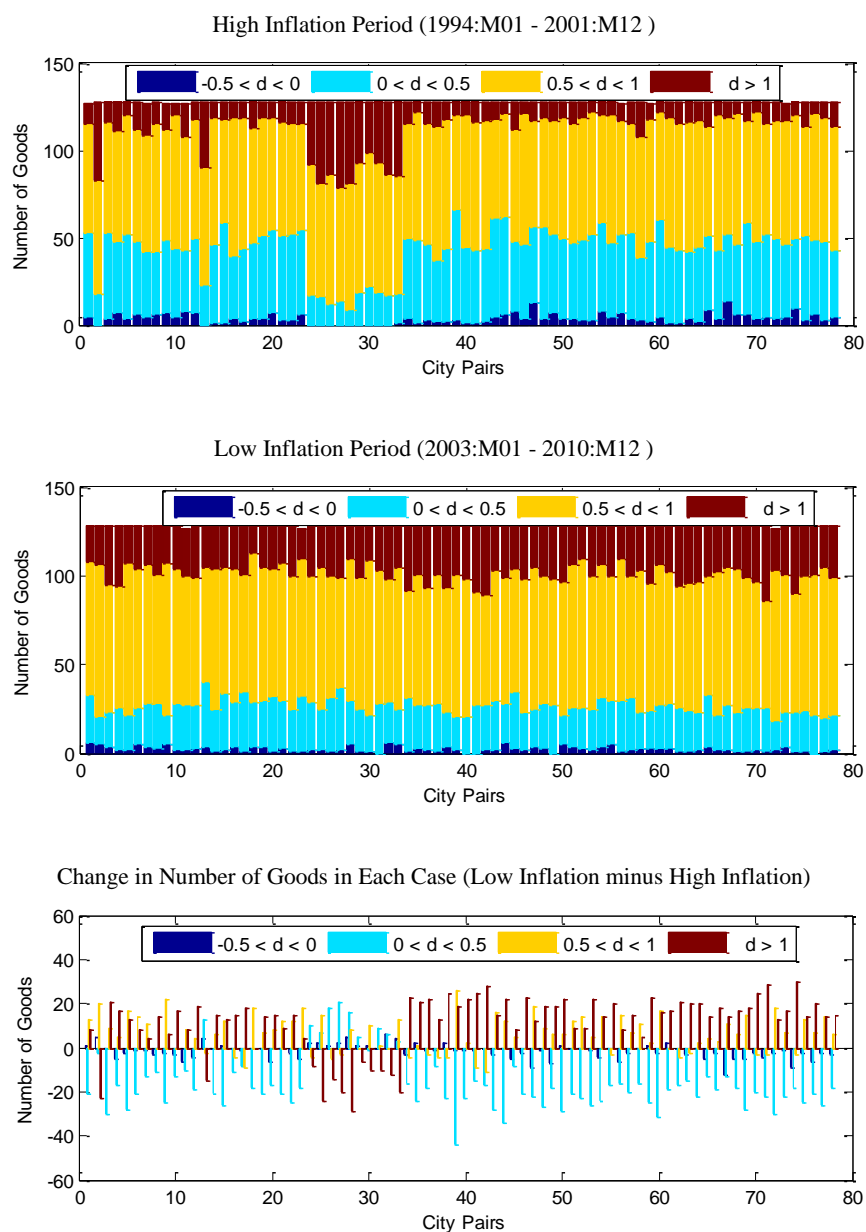 High Inflation Period (1994:M01 - 2001:M12 )
150
-0.5 < d < 0 0 < d < 0.5 0.5 < d < 1 d > 1
100
50
0
Number of Goods
0 10 20 30 40 50 60 70 80
City Pairs
Low Inflation Period (2003:M01 - 2010:M12 )
150
-0.5 < d < 0 0 < d < 0.5 0.5 < d < 1 d > 1
100
50
0
Number of Goods
0 10 20 30 40 50 60 70 80
City Pairs
Change in Number of Goods in Each Case (Low Inflation minus High Inflation)
60
-0.5 < d < 0 0 < d < 0.5 0.5 < d < 1 d > 1
40
20
0
-20
-40
-60
Number of Goods
0 10 20 30 40 50 60 70 80
City Pairs